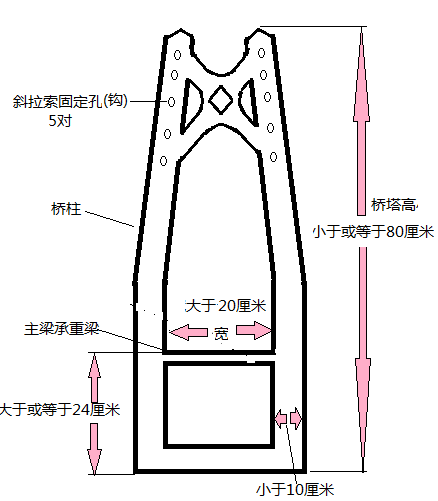 斜拉索固定孔(钩)
5对
桥柱
桥塔高
小于或等于80厘米
大于20厘米
宽
主梁承重梁
大于或等于24厘米
小于10厘米